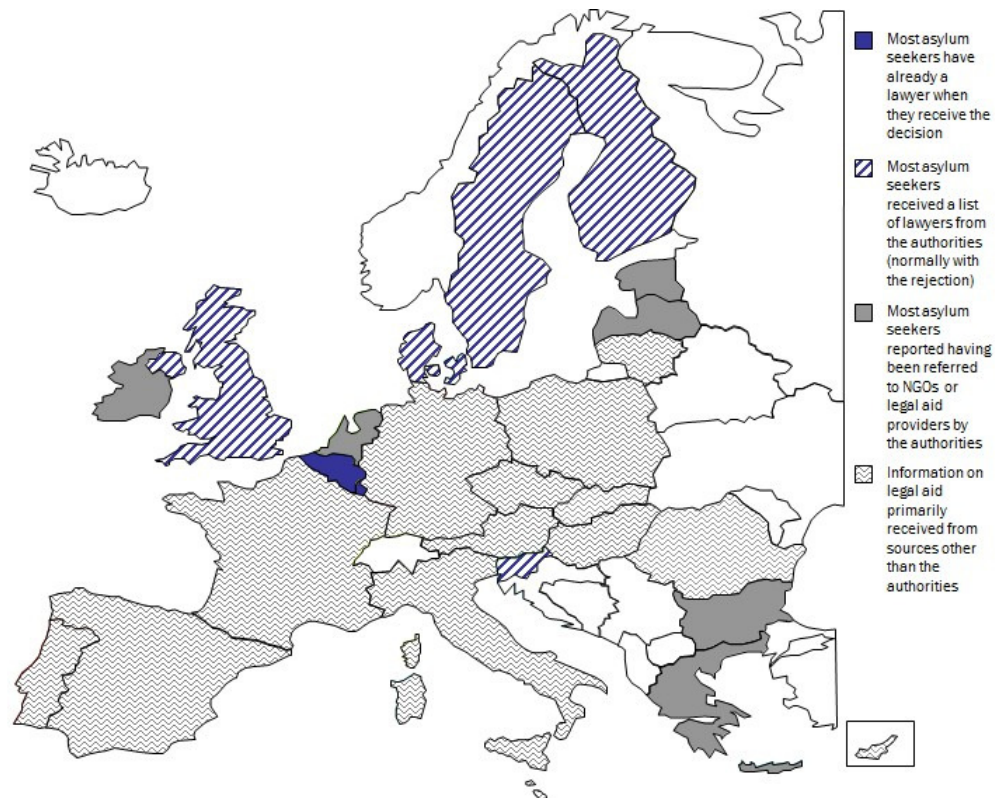 Most asylum
seekers have
already a
lawyer when
they receive the
decision
Most asylum
seekers
received a list
of lawyers from
the authorities
(normally with
the rejection)
Most asylum
seekers
reported having
been referred
to NGOs or
legal aid
providers by
the authorities
Information on
legal aid
primarily
received from
sources other
than the
authorities